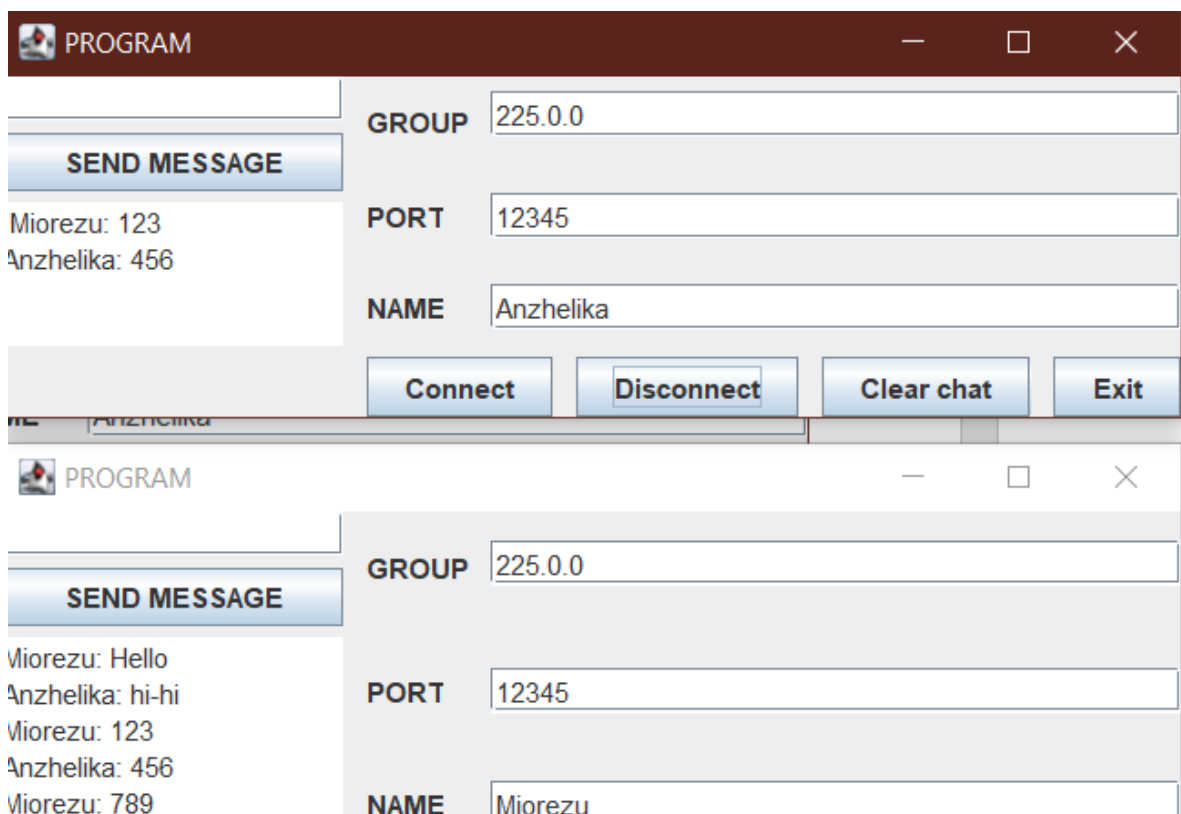 PROGRAM
GROUP 225.0.0
SEND MESSAGE
Miorezu: 123
Anzhelika: 456
PORT 12345
NAME Anzhelika
Connect Disconnect Clear chat Exit
Anzhelika
PROGRAM
GROUP 225.0.0
SEND MESSAGE
Miorezu: Hello
Anzhelika: hi-hi
Miorezu: 123
Anzhelika: 456
Miorezu: 789
PORT 12345
NAME Miorezu